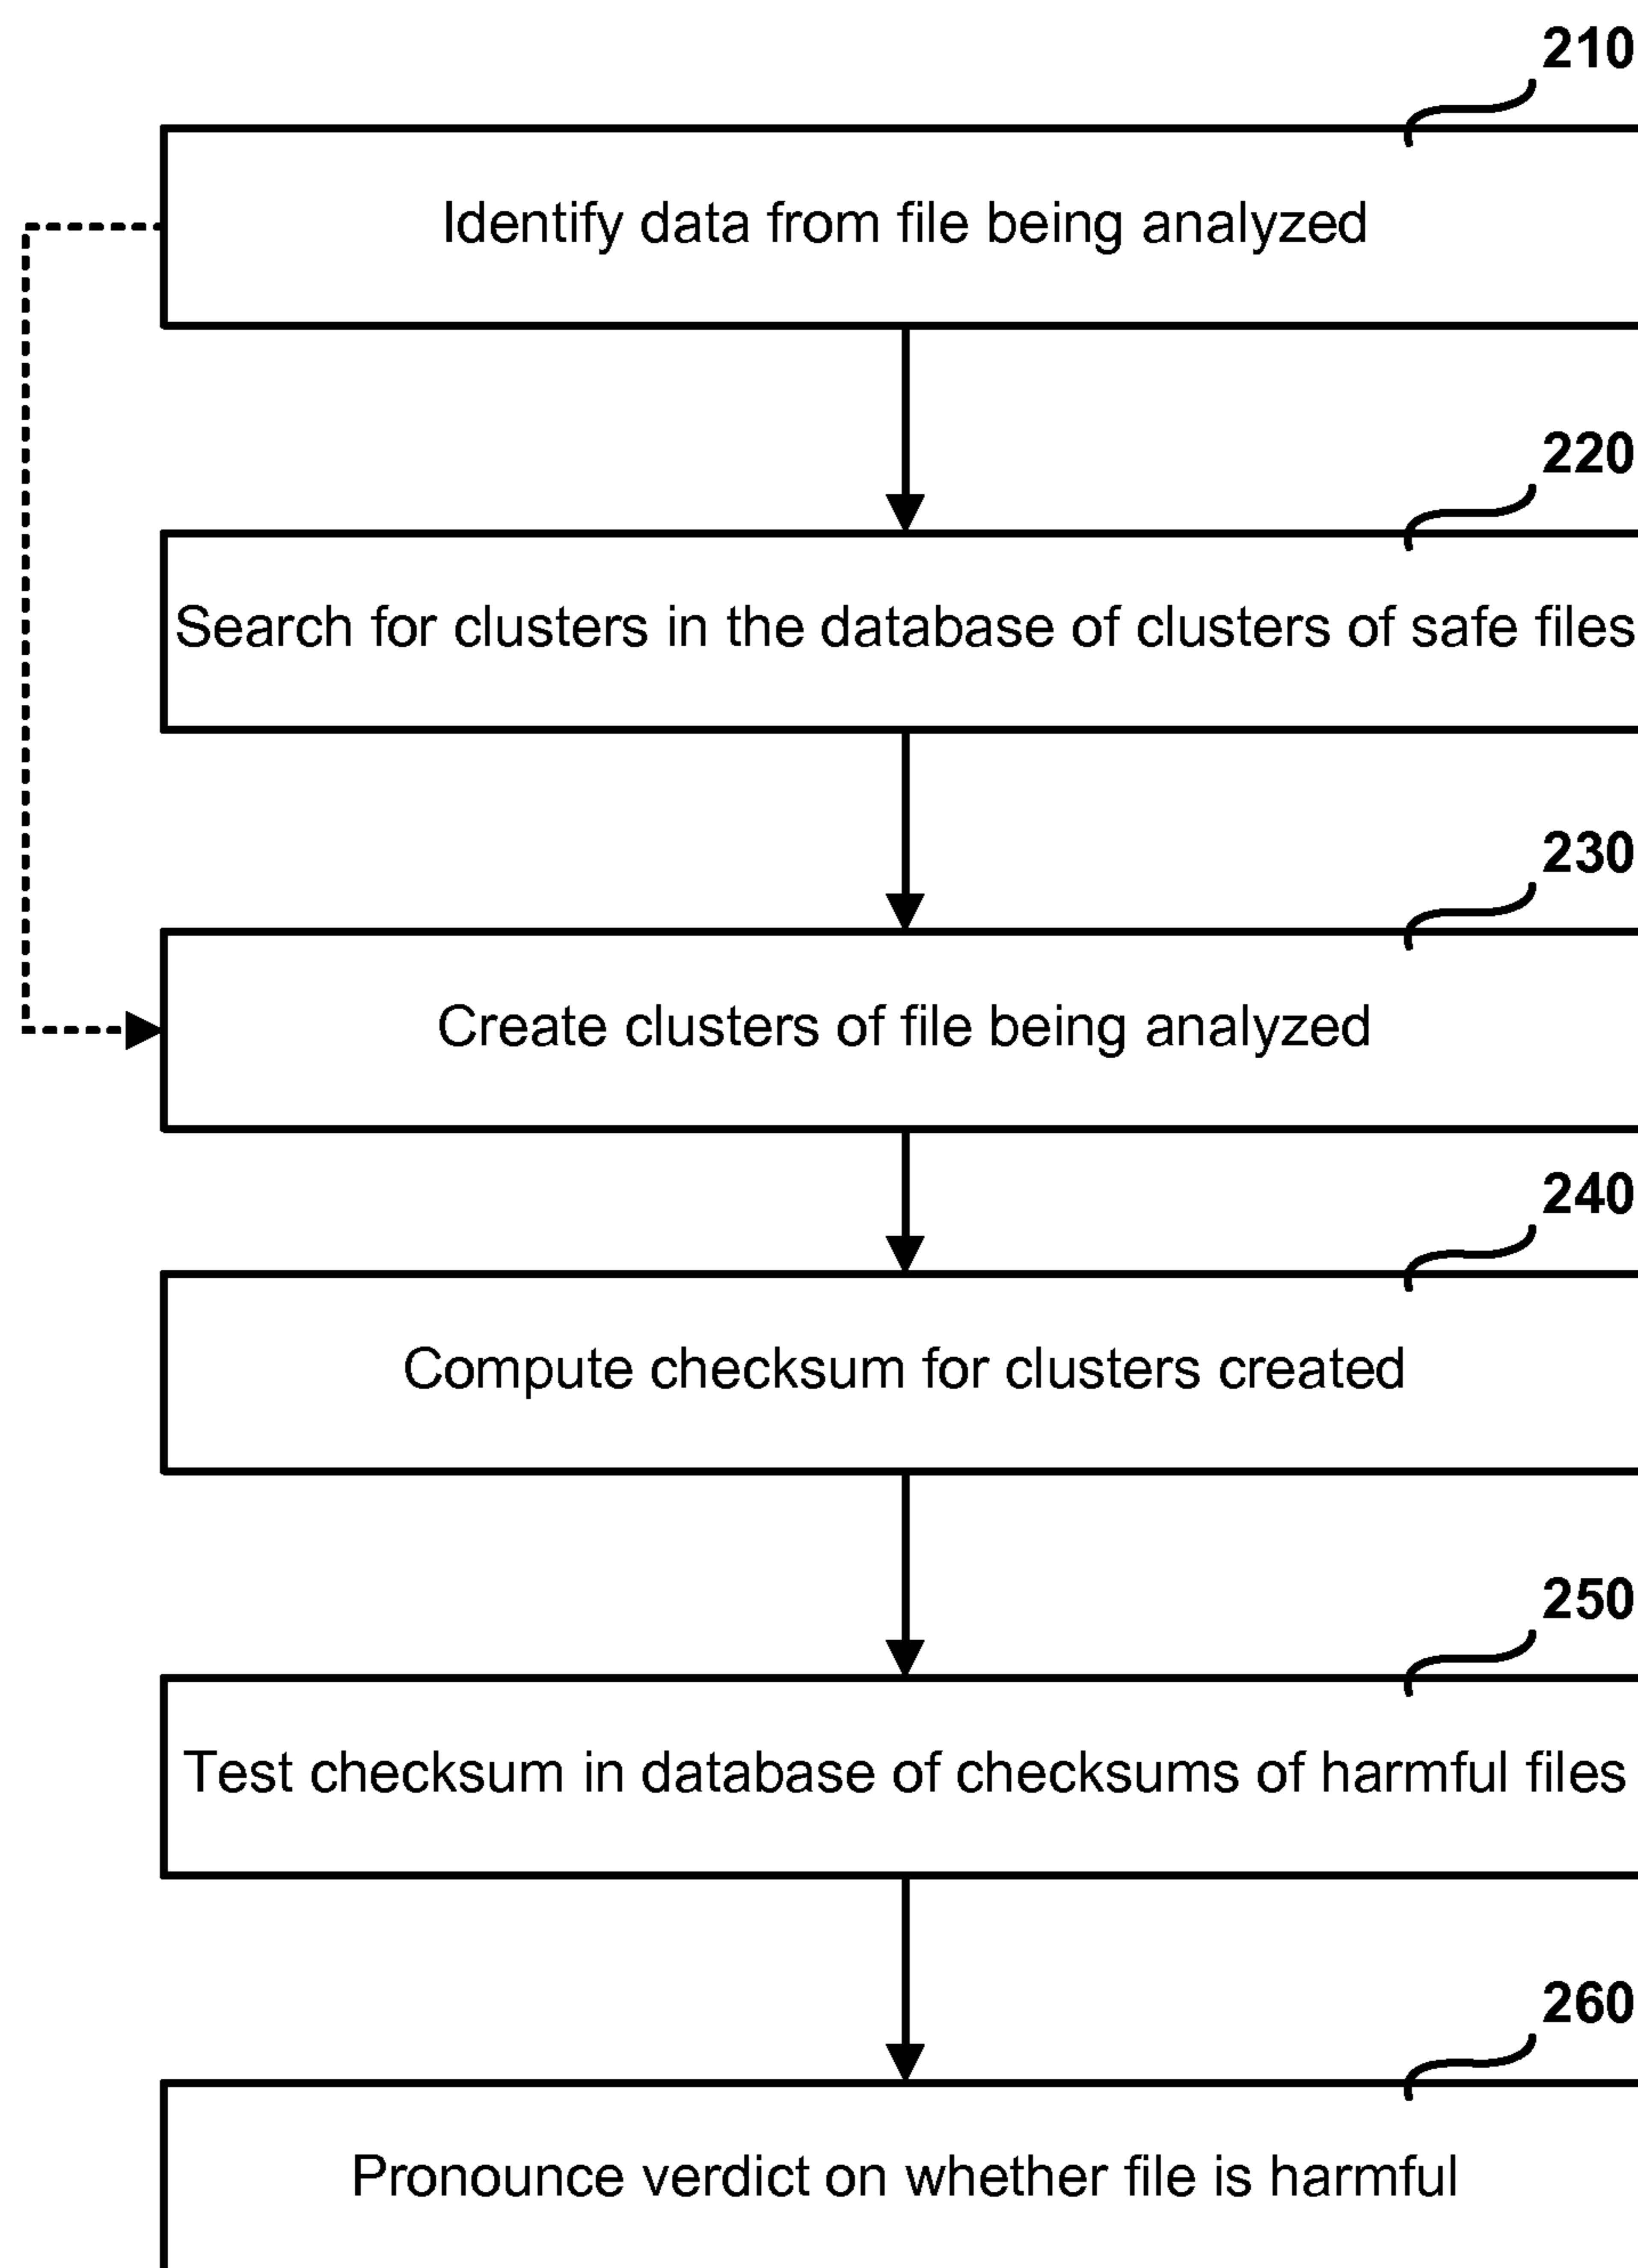 210
Identify data from file being analyzed
220
Search for clusters in the database of clusters of safe files
230
Create clusters of file being analyzed
240
Compute checksum for clusters created
250
Test checksum in database of checksums of harmful files
260
Pronounce verdict on whether file is harmful